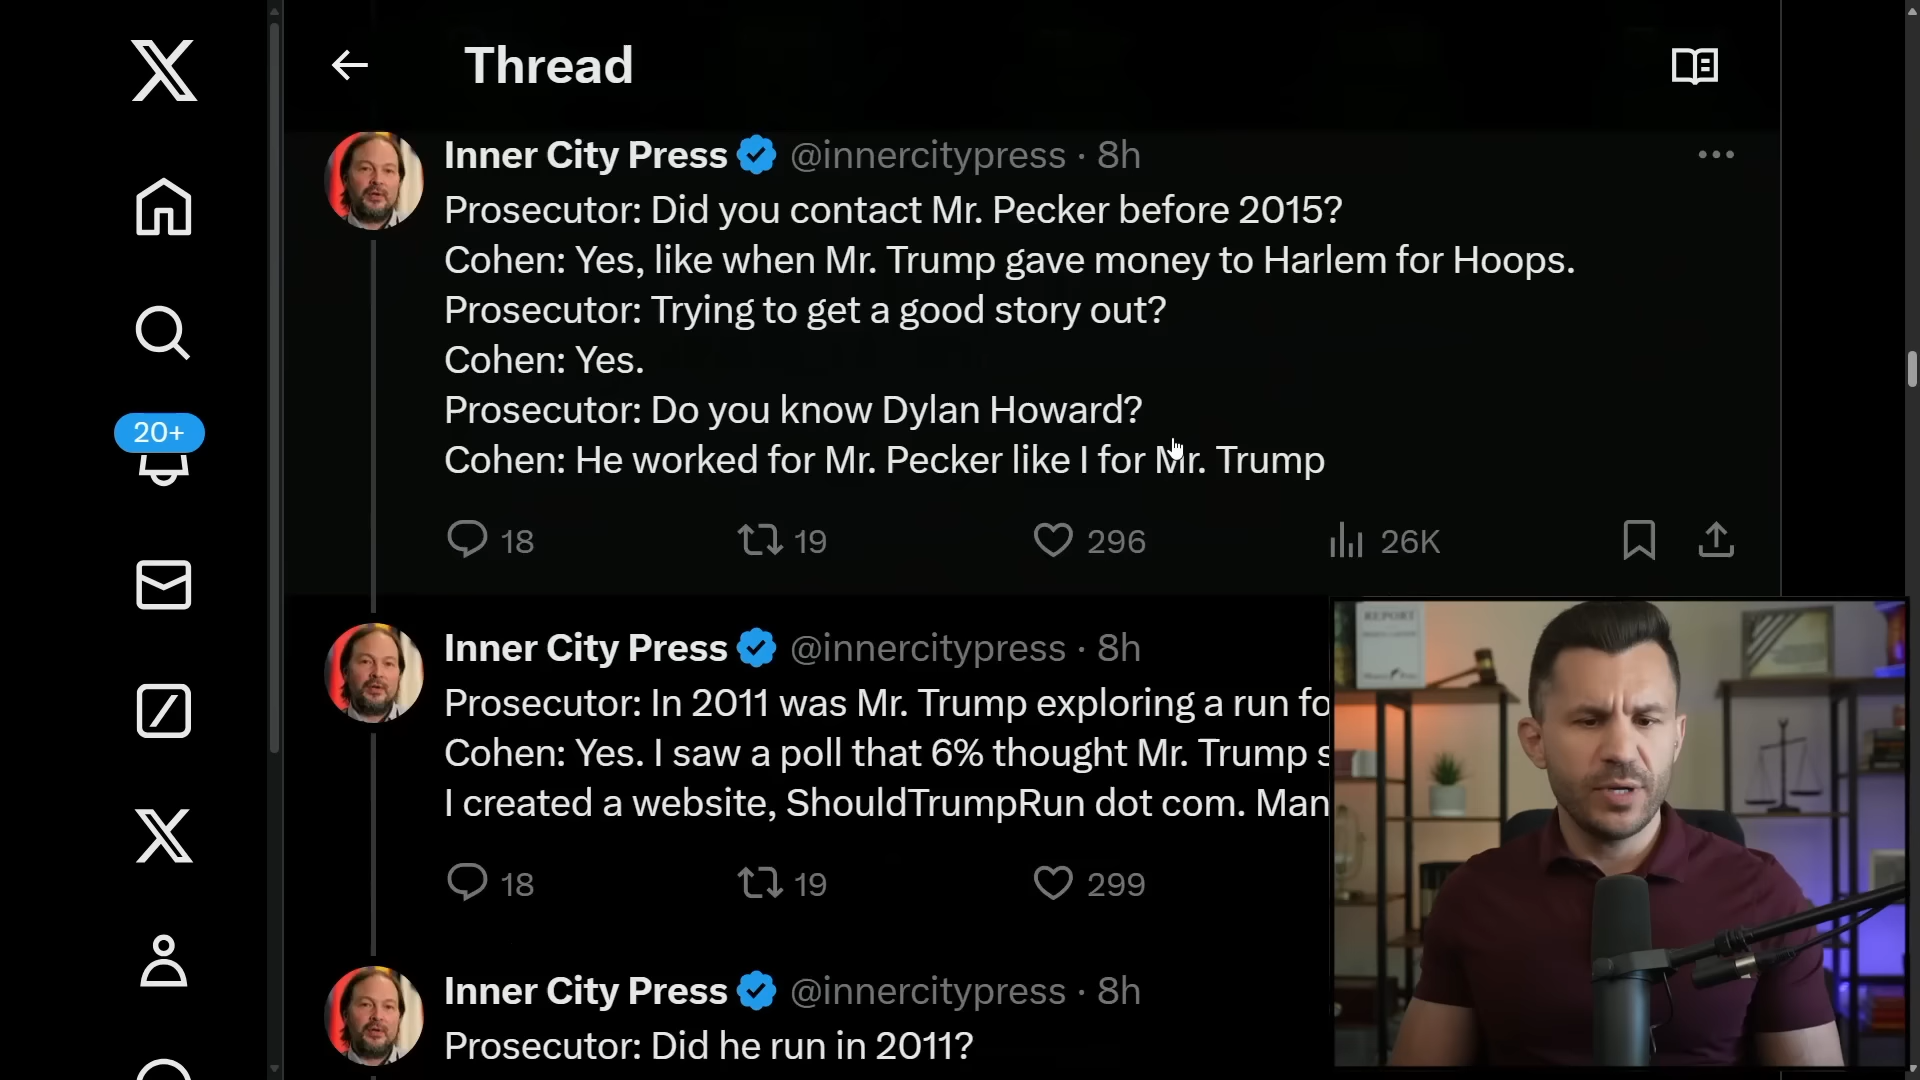 Thread
Inner City Press @innercitypress · 8h
Prosecutor: Did you contact Mr. Pecker before 2015?
Cohen: Yes, like when Mr. Trump gave money to Harlem for Hoops.
Prosecutor: Trying to get a good story out?
Cohen: Yes.
Prosecutor: Do you know Dylan Howard?
Cohen: He worked for Mr. Pecker like I for Mr. Trump
18 19 296 26K
20+
Inner City Press @innercitypress · 8h
Prosecutor: In 2011 was Mr. Trump exploring a run fo
Cohen: Yes. I saw a poll that 6% thought Mr. Trump s
I created a website, ShouldTrumpRun dot com. Man
18 19 299
Inner City Press @innercitypress · 8h
Prosecutor: Did he run in 2011?
REPORT